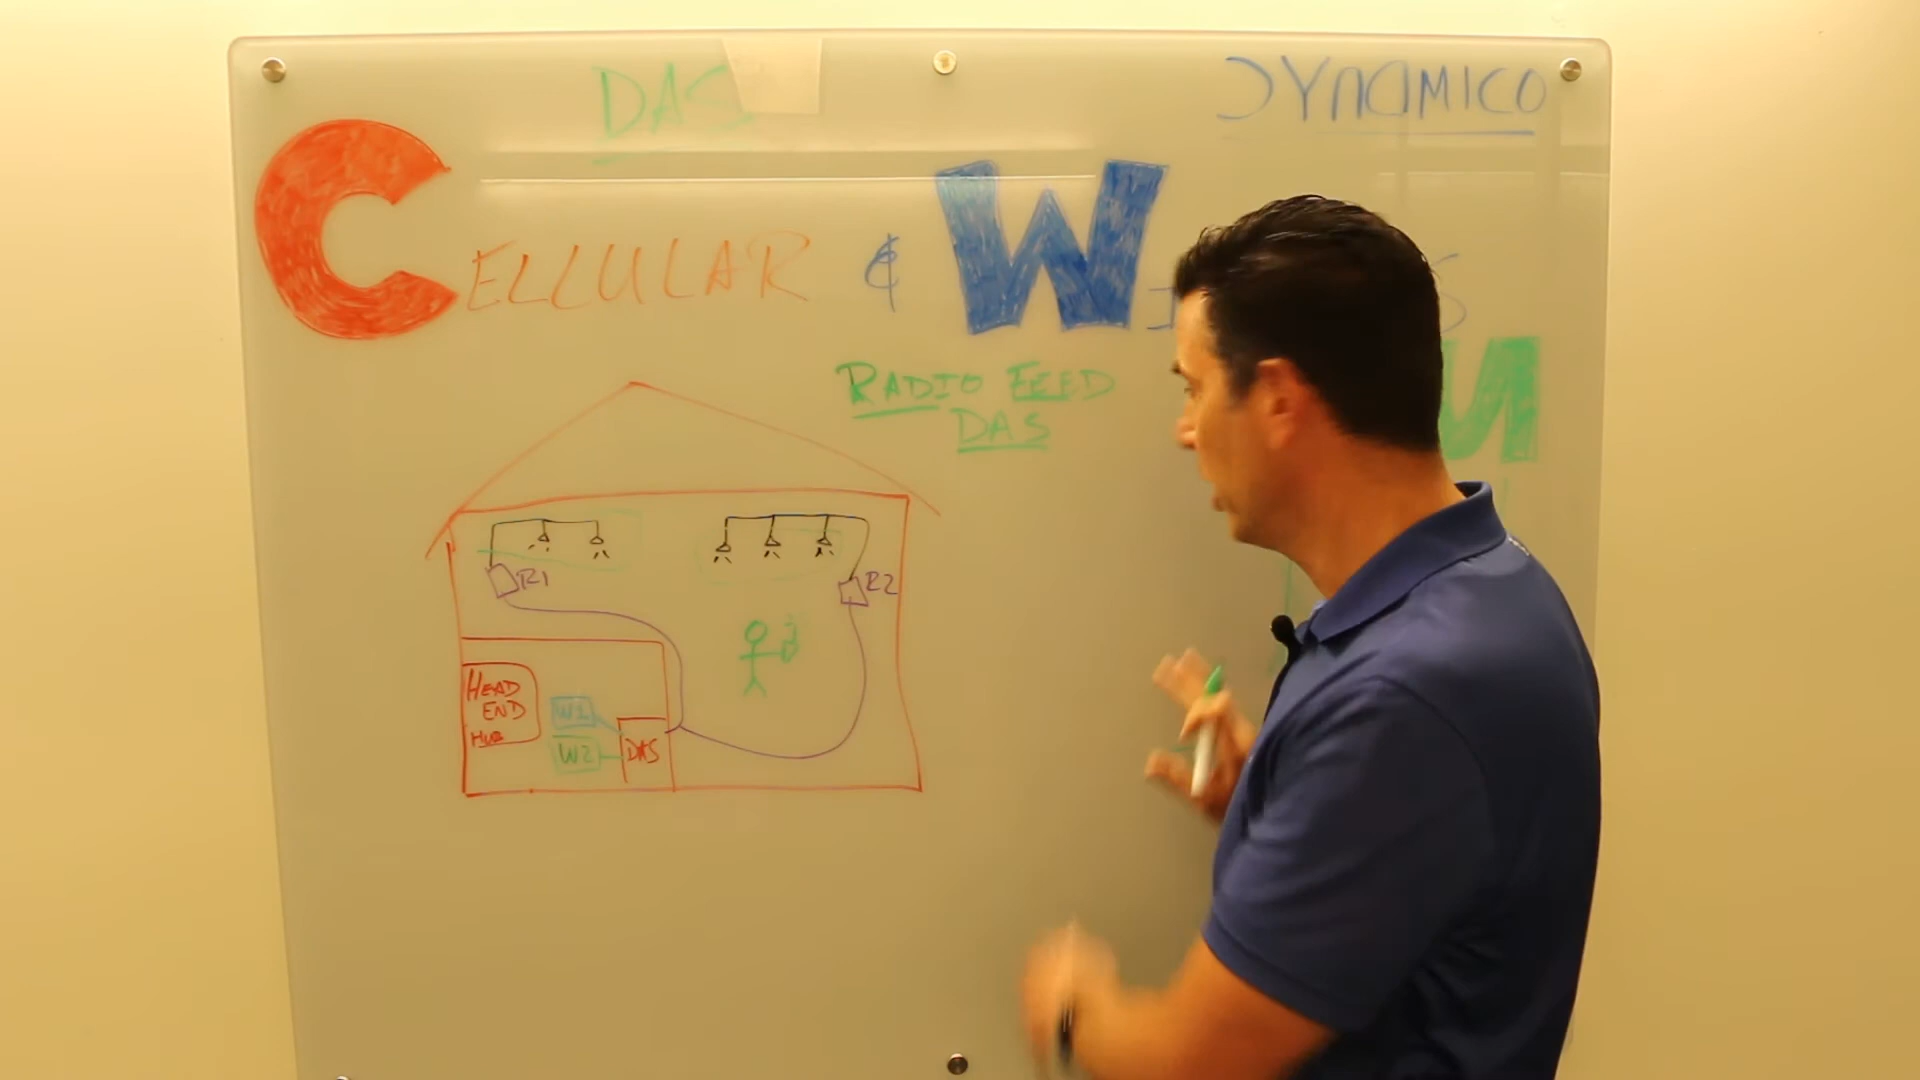 DAS
DYNAMICO
CELLULAR & W
RADIO FEED
DAS
R1
R2
HEAD
END
HUB
W1
W2
DAS